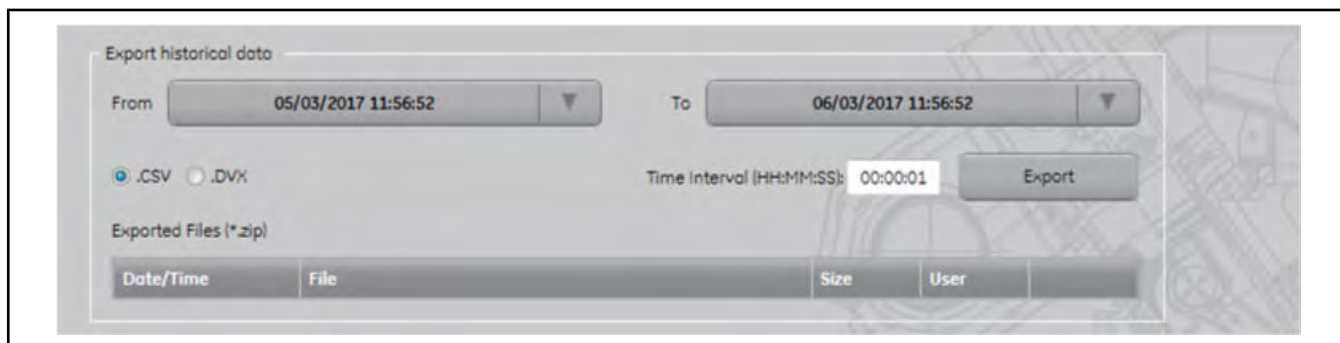 Export historical data
From 05/03/2017 11:56:52 To 06/03/2017 11:56:52
.CSV .DVX Time Interval (HH:MM:SS): 00:00:01 Export
Exported Files (*.zip)
Date/Time File Size User